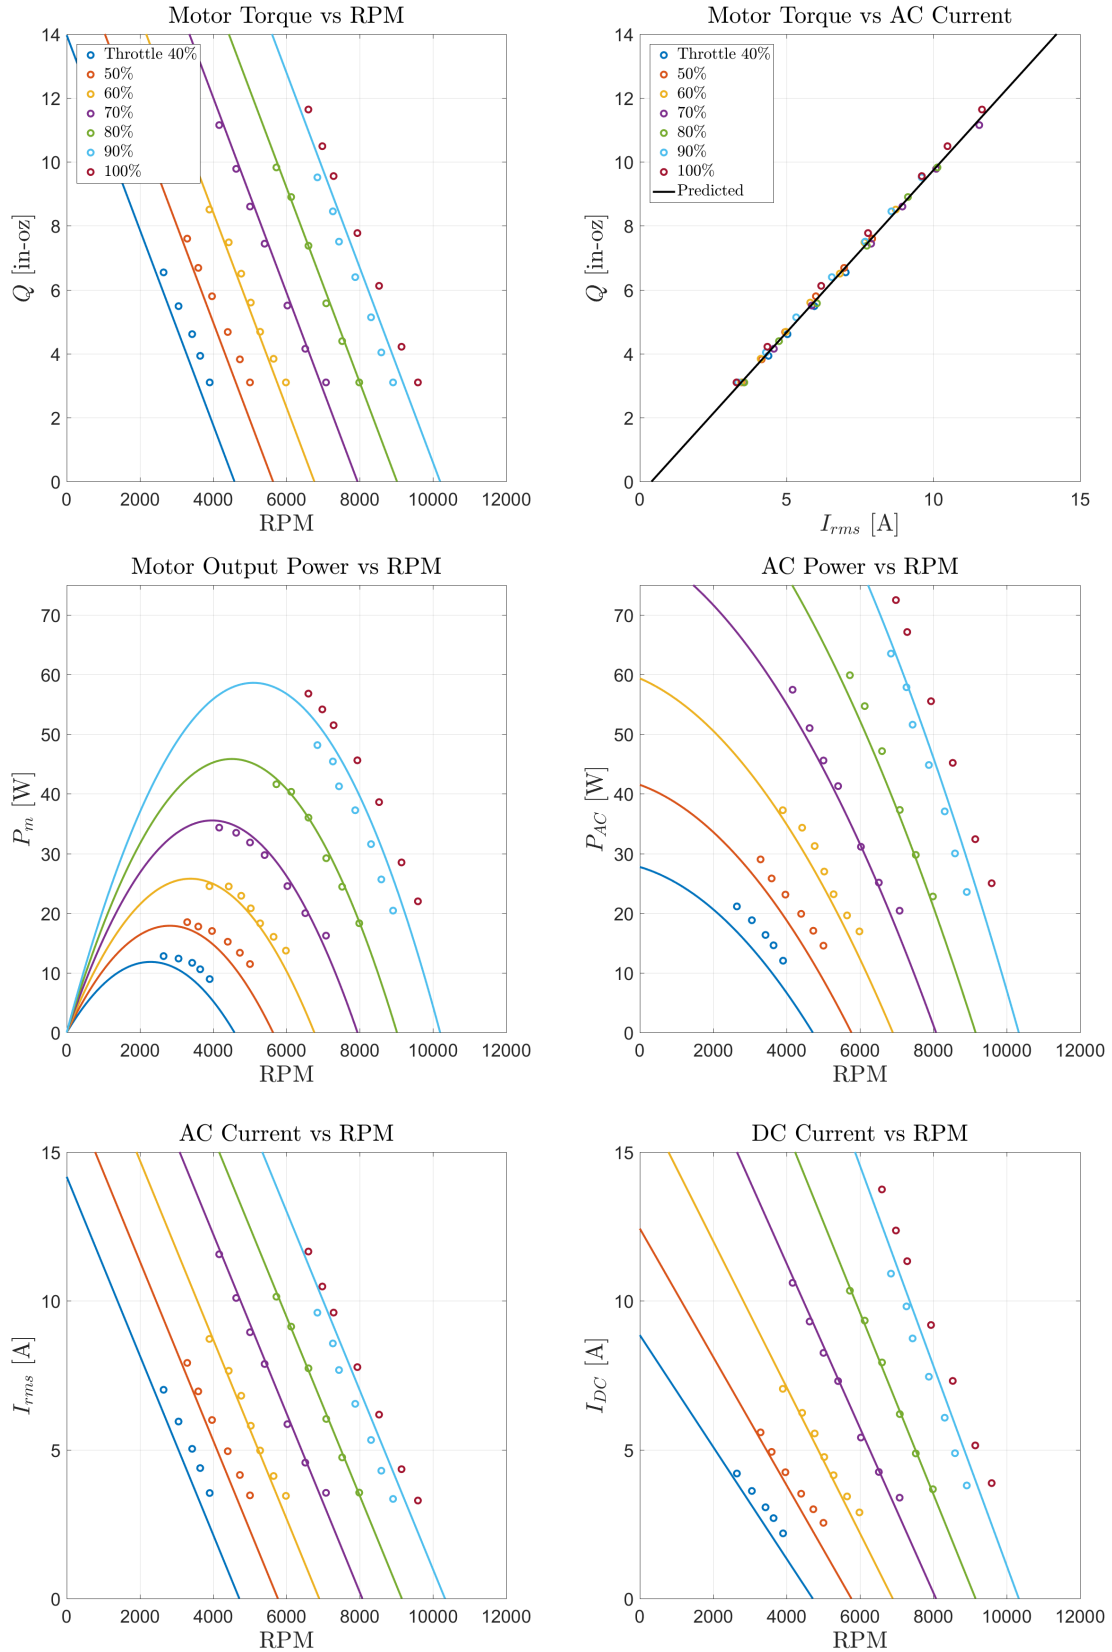 Motor Torque vs RPM
14
12
10
8
6
4
2
0
Q [in-oz]
Throttle 40%
50%
60%
70%
80%
90%
100%
0 2000 4000 6000 8000 10000 12000
RPM
Motor Torque vs AC Current
14
12
10
8
6
4
2
0
Q [in-oz]
Throttle 40%
50%
60%
70%
80%
90%
100%
Predicted
0 5 10 15
I_rms [A]
Motor Output Power vs RPM
70
60
50
40
30
20
10
0
P_m [W]
0 2000 4000 6000 8000 10000 12000
RPM
AC Power vs RPM
70
60
50
40
30
20
10
0
P_AC [W]
0 2000 4000 6000 8000 10000 12000
RPM
AC Current vs RPM
15
10
5
0
I_rms [A]
0 2000 4000 6000 8000 10000 12000
RPM
DC Current vs RPM
15
10
5
0
I_DC [A]
0 2000 4000 6000 8000 10000 12000
RPM